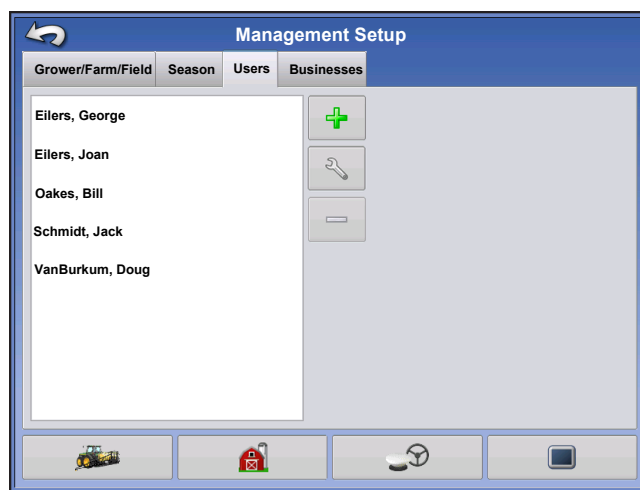 Management Setup
Grower/Farm/Field Season Users Businesses
Eilers, George
Eilers, Joan
Oakes, Bill
Schmidt, Jack
VanBurkum, Doug